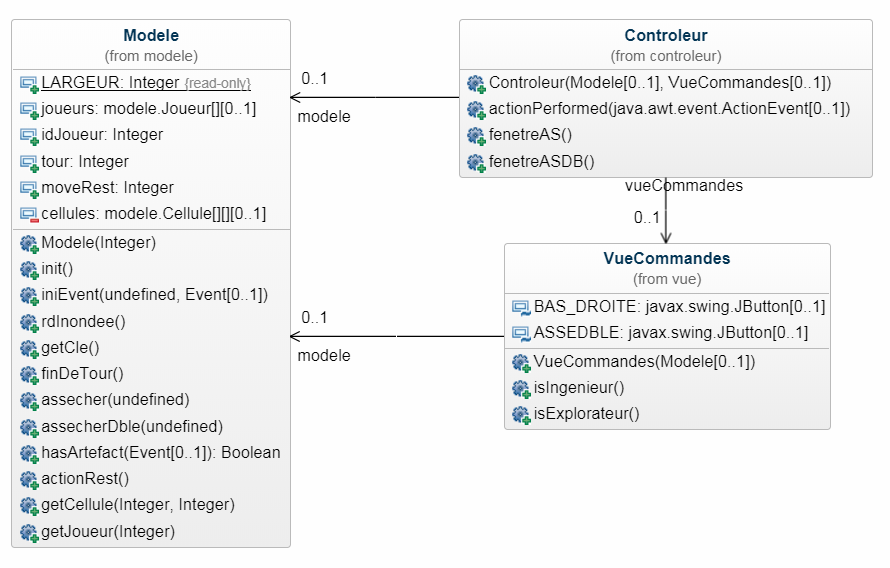 Modele
(from modele)
LARGEUR: Integer {read-only}
joueurs: modele.Joueur[][0..1]
idJoueur: Integer
tour: Integer
moveRest: Integer
cellules: modele.Cellule[][][0..1]
Modele(Integer)
init()
iniEvent(undefined, Event[0..1])
rdInondee()
getCle()
finDeTour()
assecher(undefined)
assecherDble(undefined)
hasArtefact(Event[0..1]): Boolean
actionRest()
getCellule(Integer, Integer)
getJoueur(Integer)
0..1
modele
Controleur
(from controleur)
Controleur(Modele[0..1], VueCommandes[0..1])
actionPerformed(java.awt.event.ActionEvent[0..1])
fenetreAS()
fenetreASDB()
vueCommandes
0..1
VueCommandes
(from vue)
BAS_DROITE: javax.swing.JButton[0..1]
ASSEDBLE: javax.swing.JButton[0..1]
VueCommandes(Modele[0..1])
isIngenieur()
isExplorateur()
0..1
modele